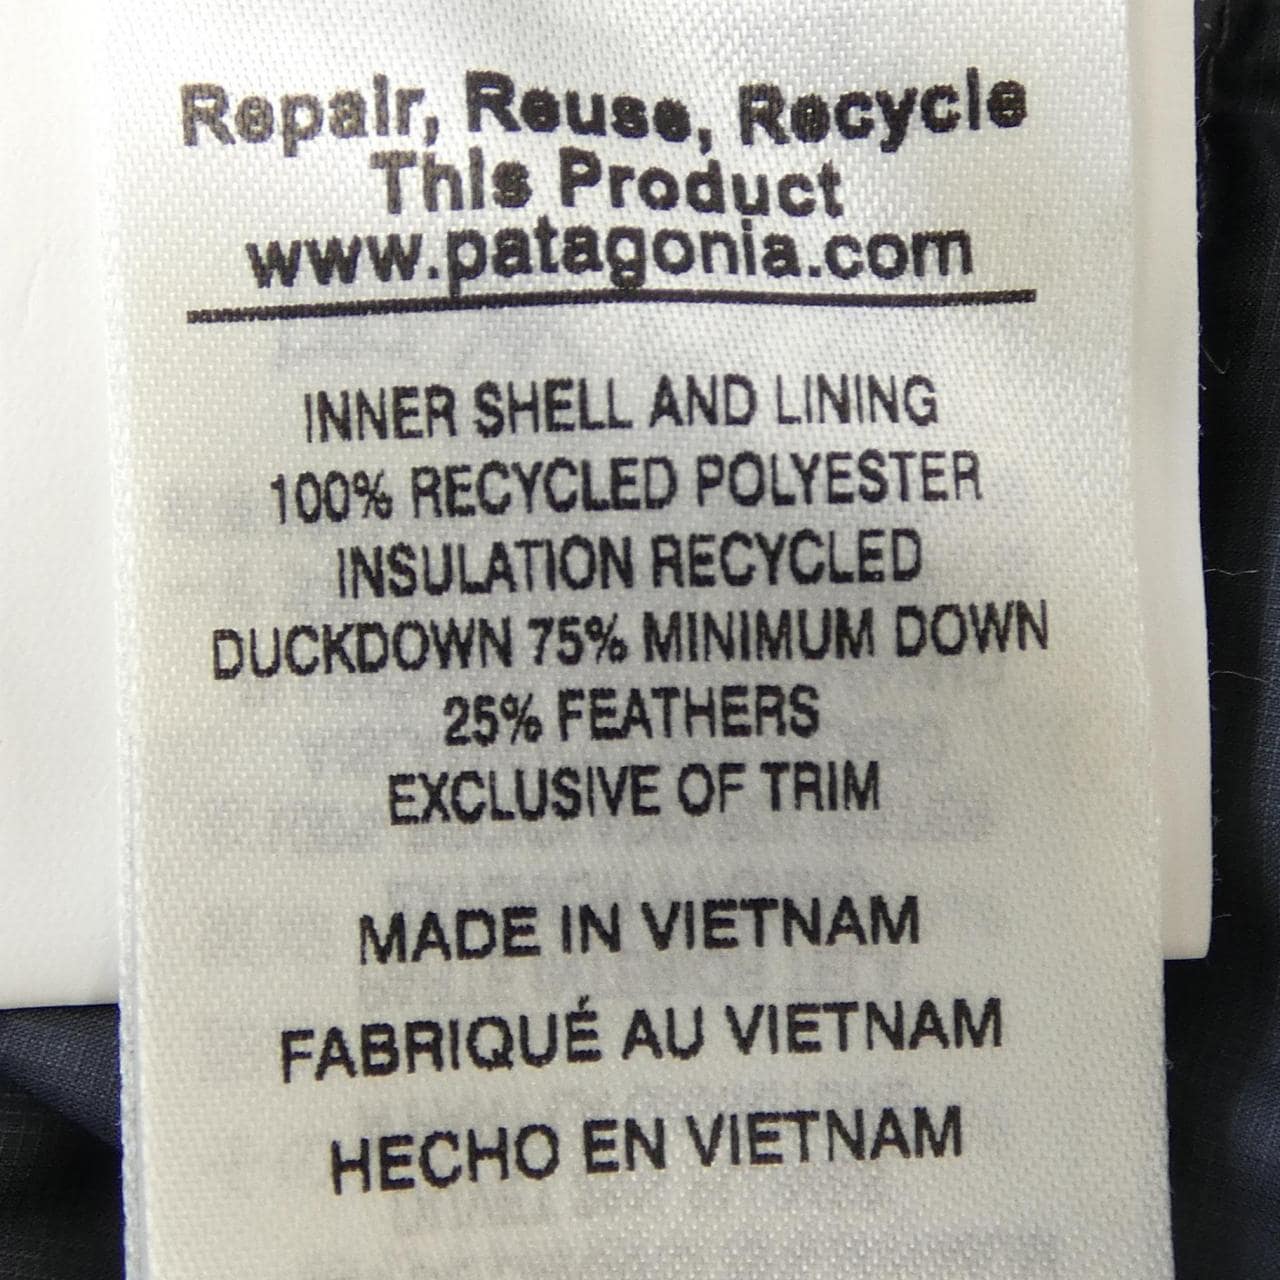 Repair, Reuse, Recycle
This Product
www.patagonia.com
INNER SHELL AND LINING
100% RECYCLED POLYESTER
INSULATION RECYCLED
DUCKDOWN 75% MINIMUM DOWN
25% FEATHERS
EXCLUSIVE OF TRIM
MADE IN VIETNAM
FABRIQUÉ AU VIETNAM
HECHO EN VIETNAM